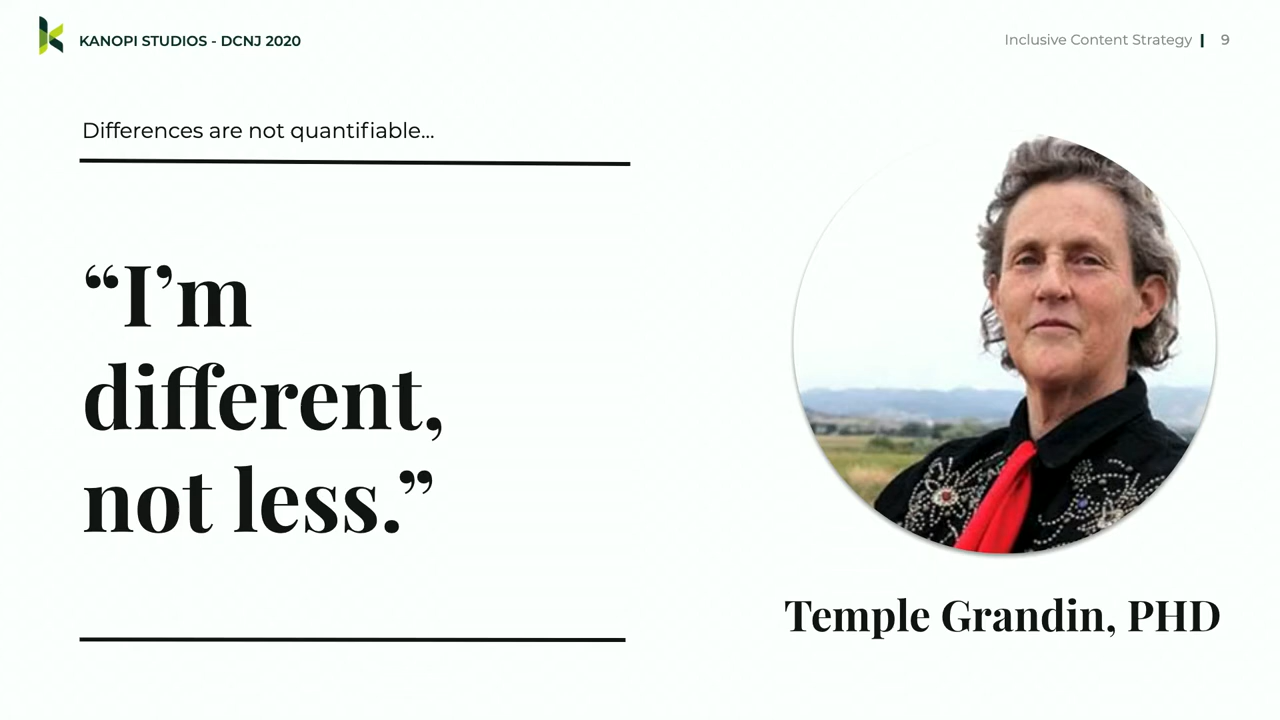 KANOPI STUDIOS - DCNJ 2020
Inclusive Content Strategy | 9
Differences are not quantifiable...
“I’m
different,
not less.”
Temple Grandin, PHD